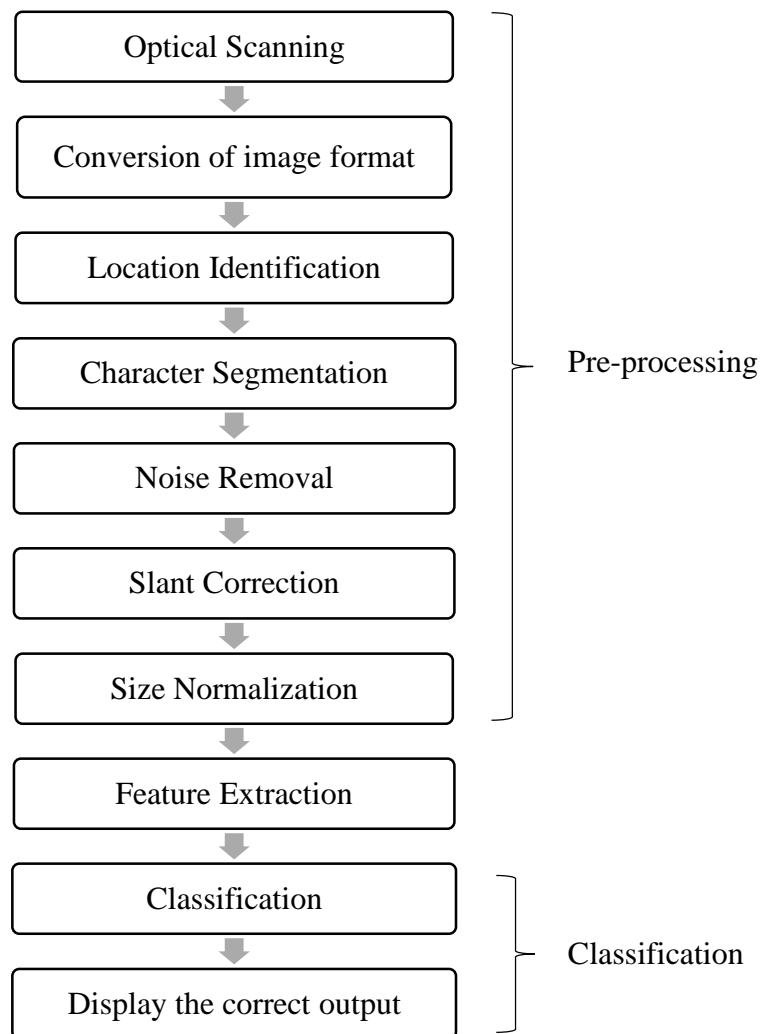 Optical Scanning
Conversion of image format
Location Identification
Character Segmentation
Pre-processing
Noise Removal
Slant Correction
Size Normalization
Feature Extraction
Classification
Classification
Display the correct output